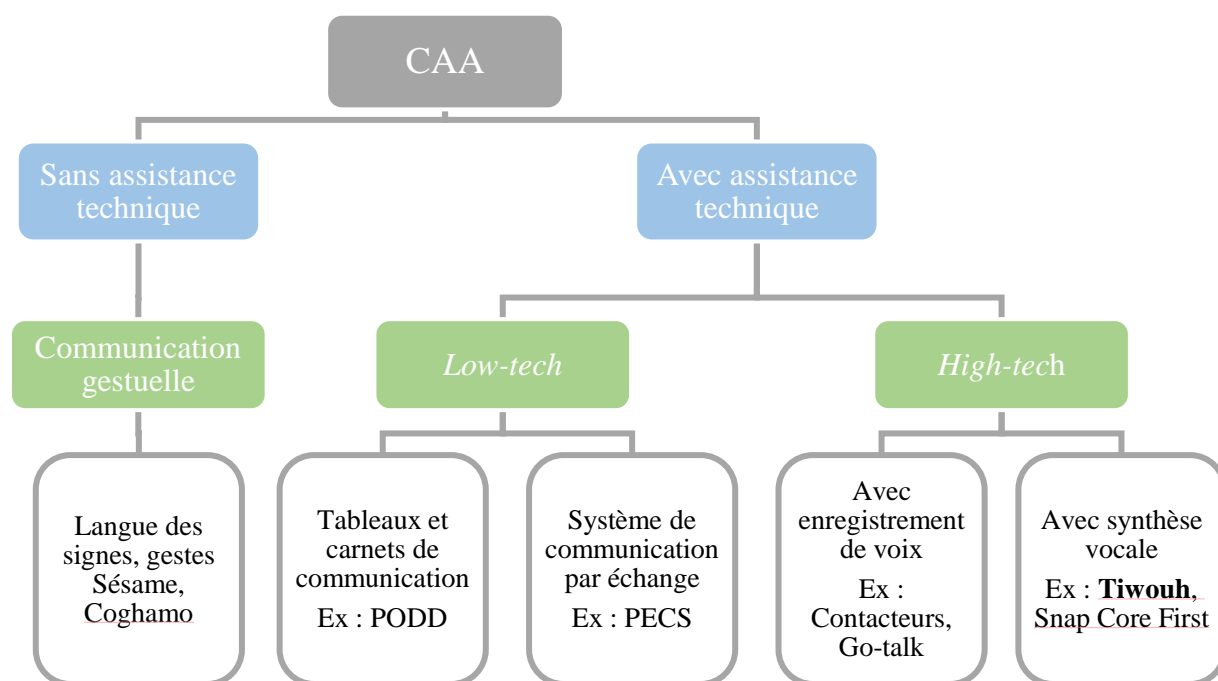 CAA
Sans assistance
technique
Avec assistance
technique
Communication
gestuelle
Low-tech
High-tech
Langue des
signes, gestes
Sésame,
Coghamo
Tableaux et
carnets de
communication
Ex : PODD
Système de
communication
par échange
Ex : PECS
Avec
enregistrement
de voix
Ex :
Contacteurs,
Go-talk
Avec synthèse
vocale
Ex : Tiwouh,
Snap Core First